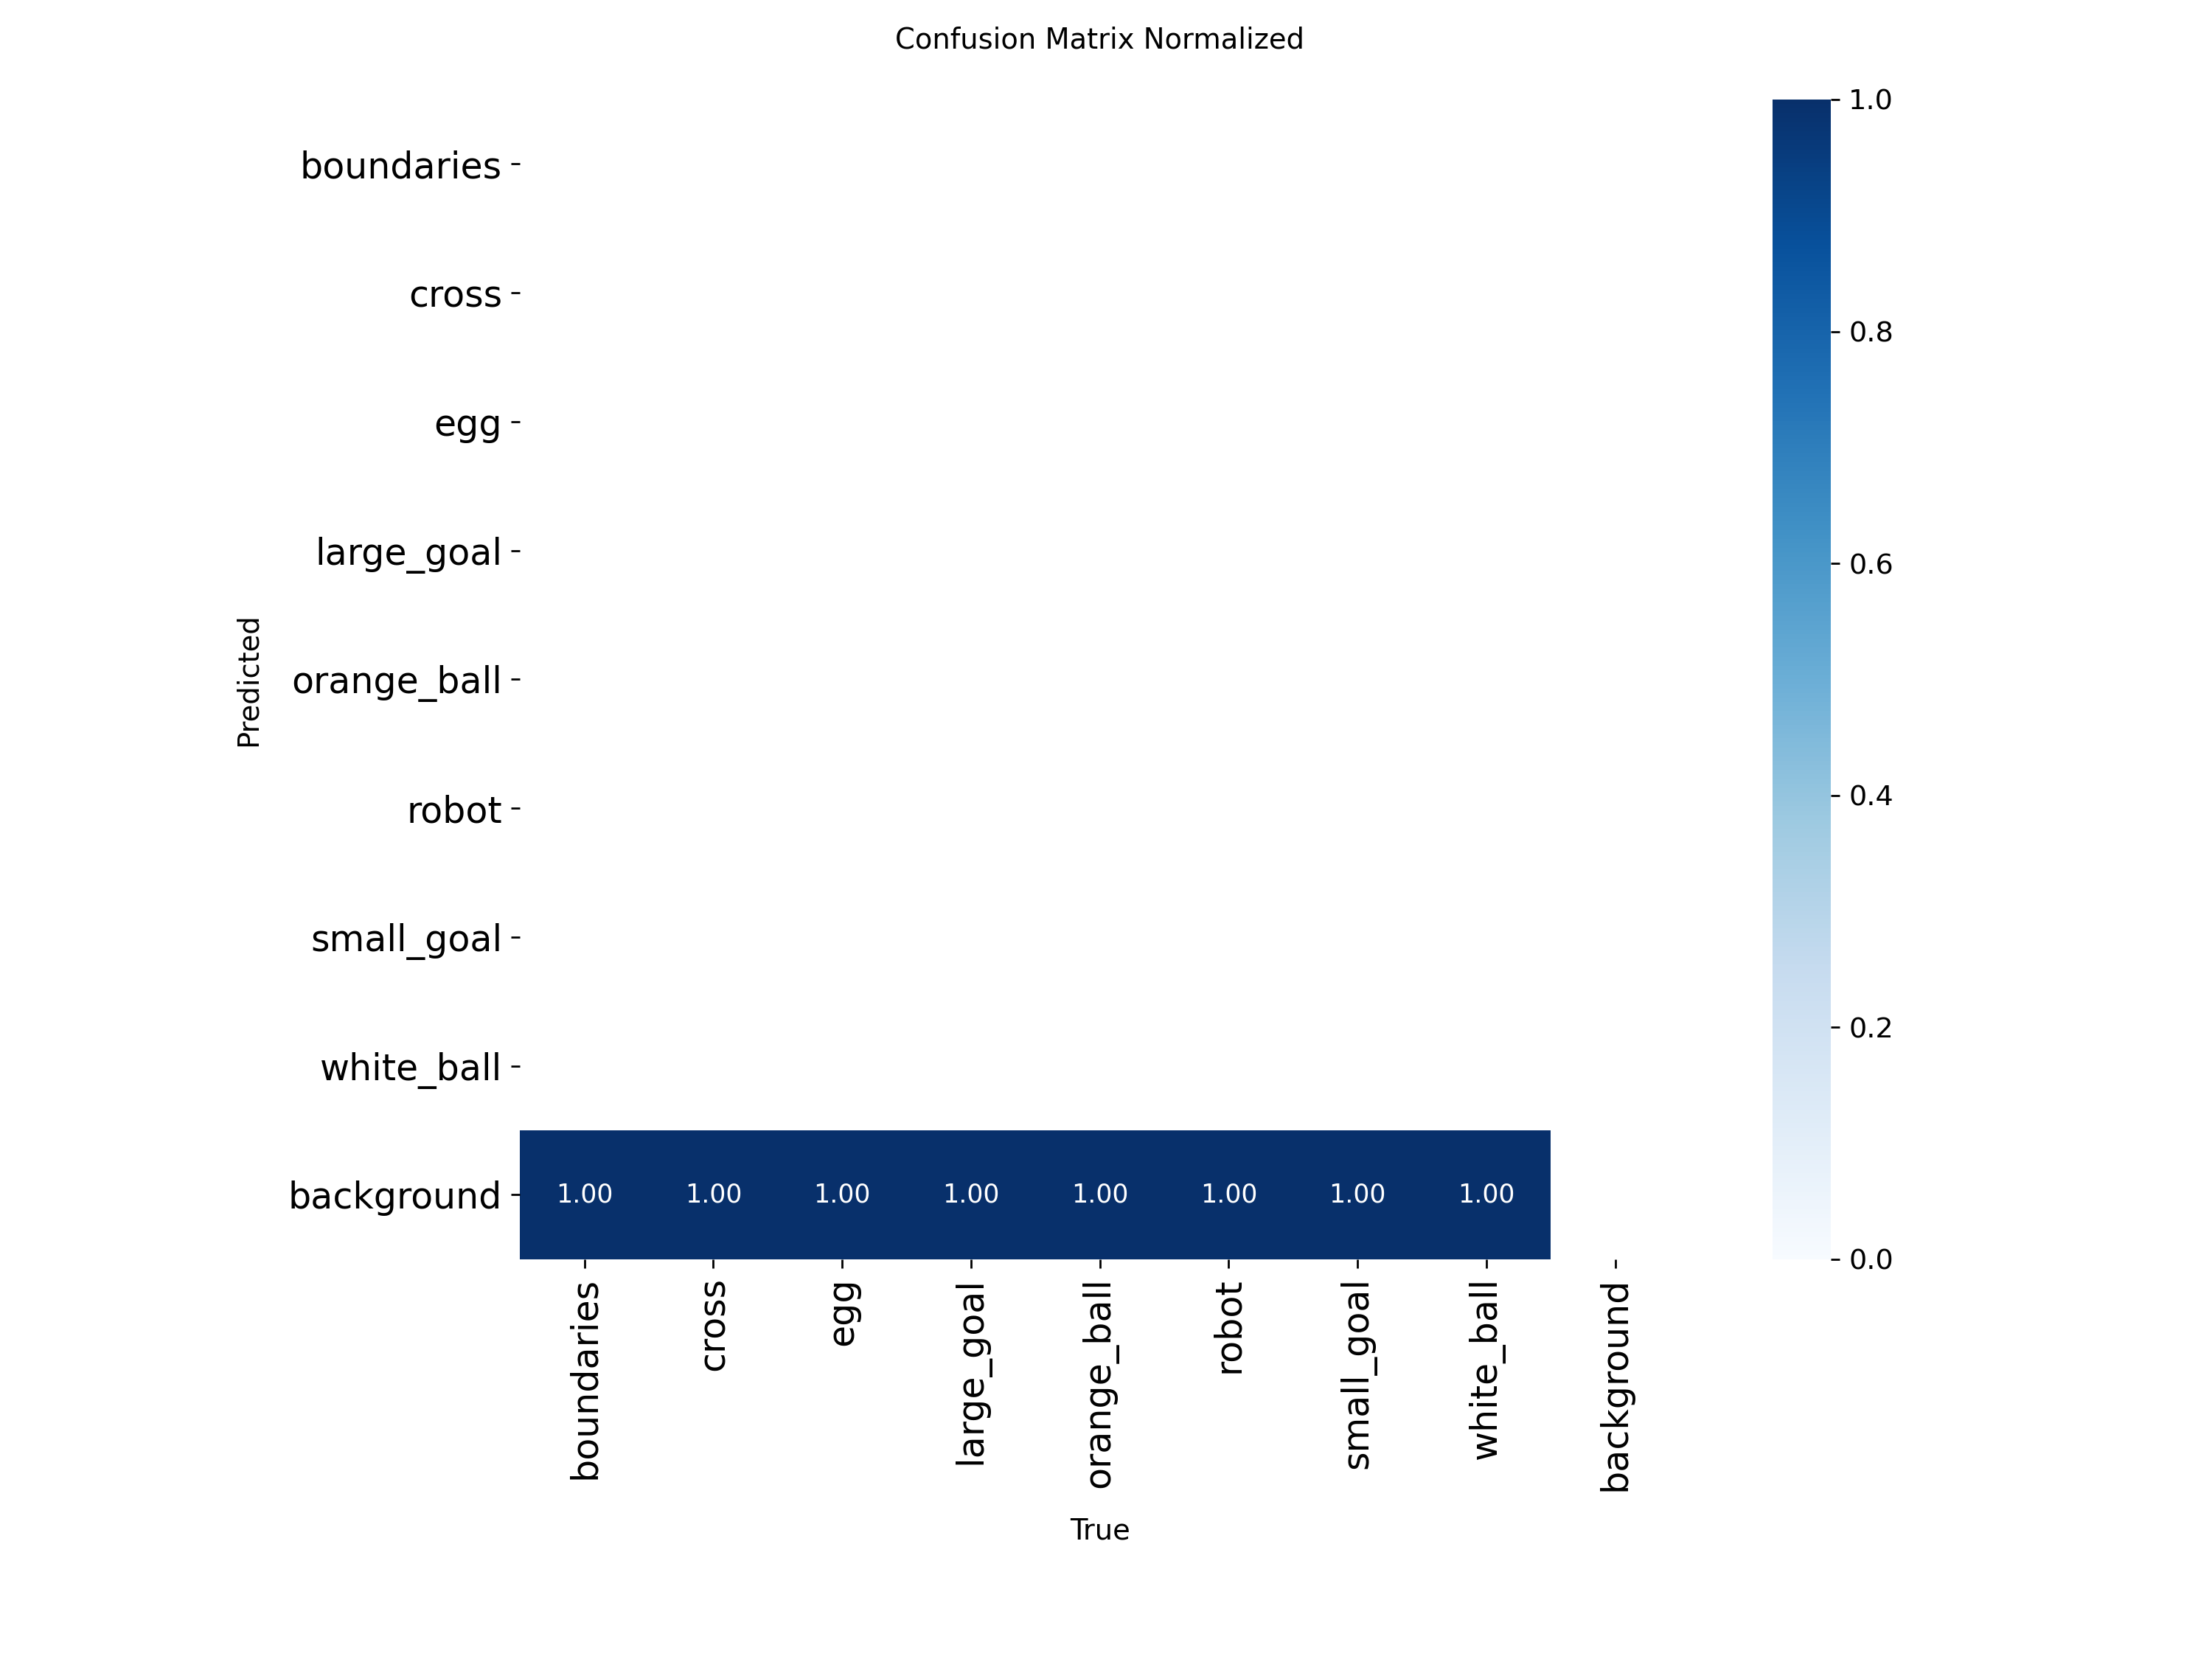 Confusion Matrix Normalized
boundaries
cross
egg
large_goal
orange_ball
robot
small_goal
white_ball
background
Predicted
1.00 1.00 1.00 1.00 1.00 1.00 1.00 1.00
boundaries
cross
egg
large_goal
orange_ball
robot
small_goal
white_ball
background
True
1.0
0.8
0.6
0.4
0.2
0.0